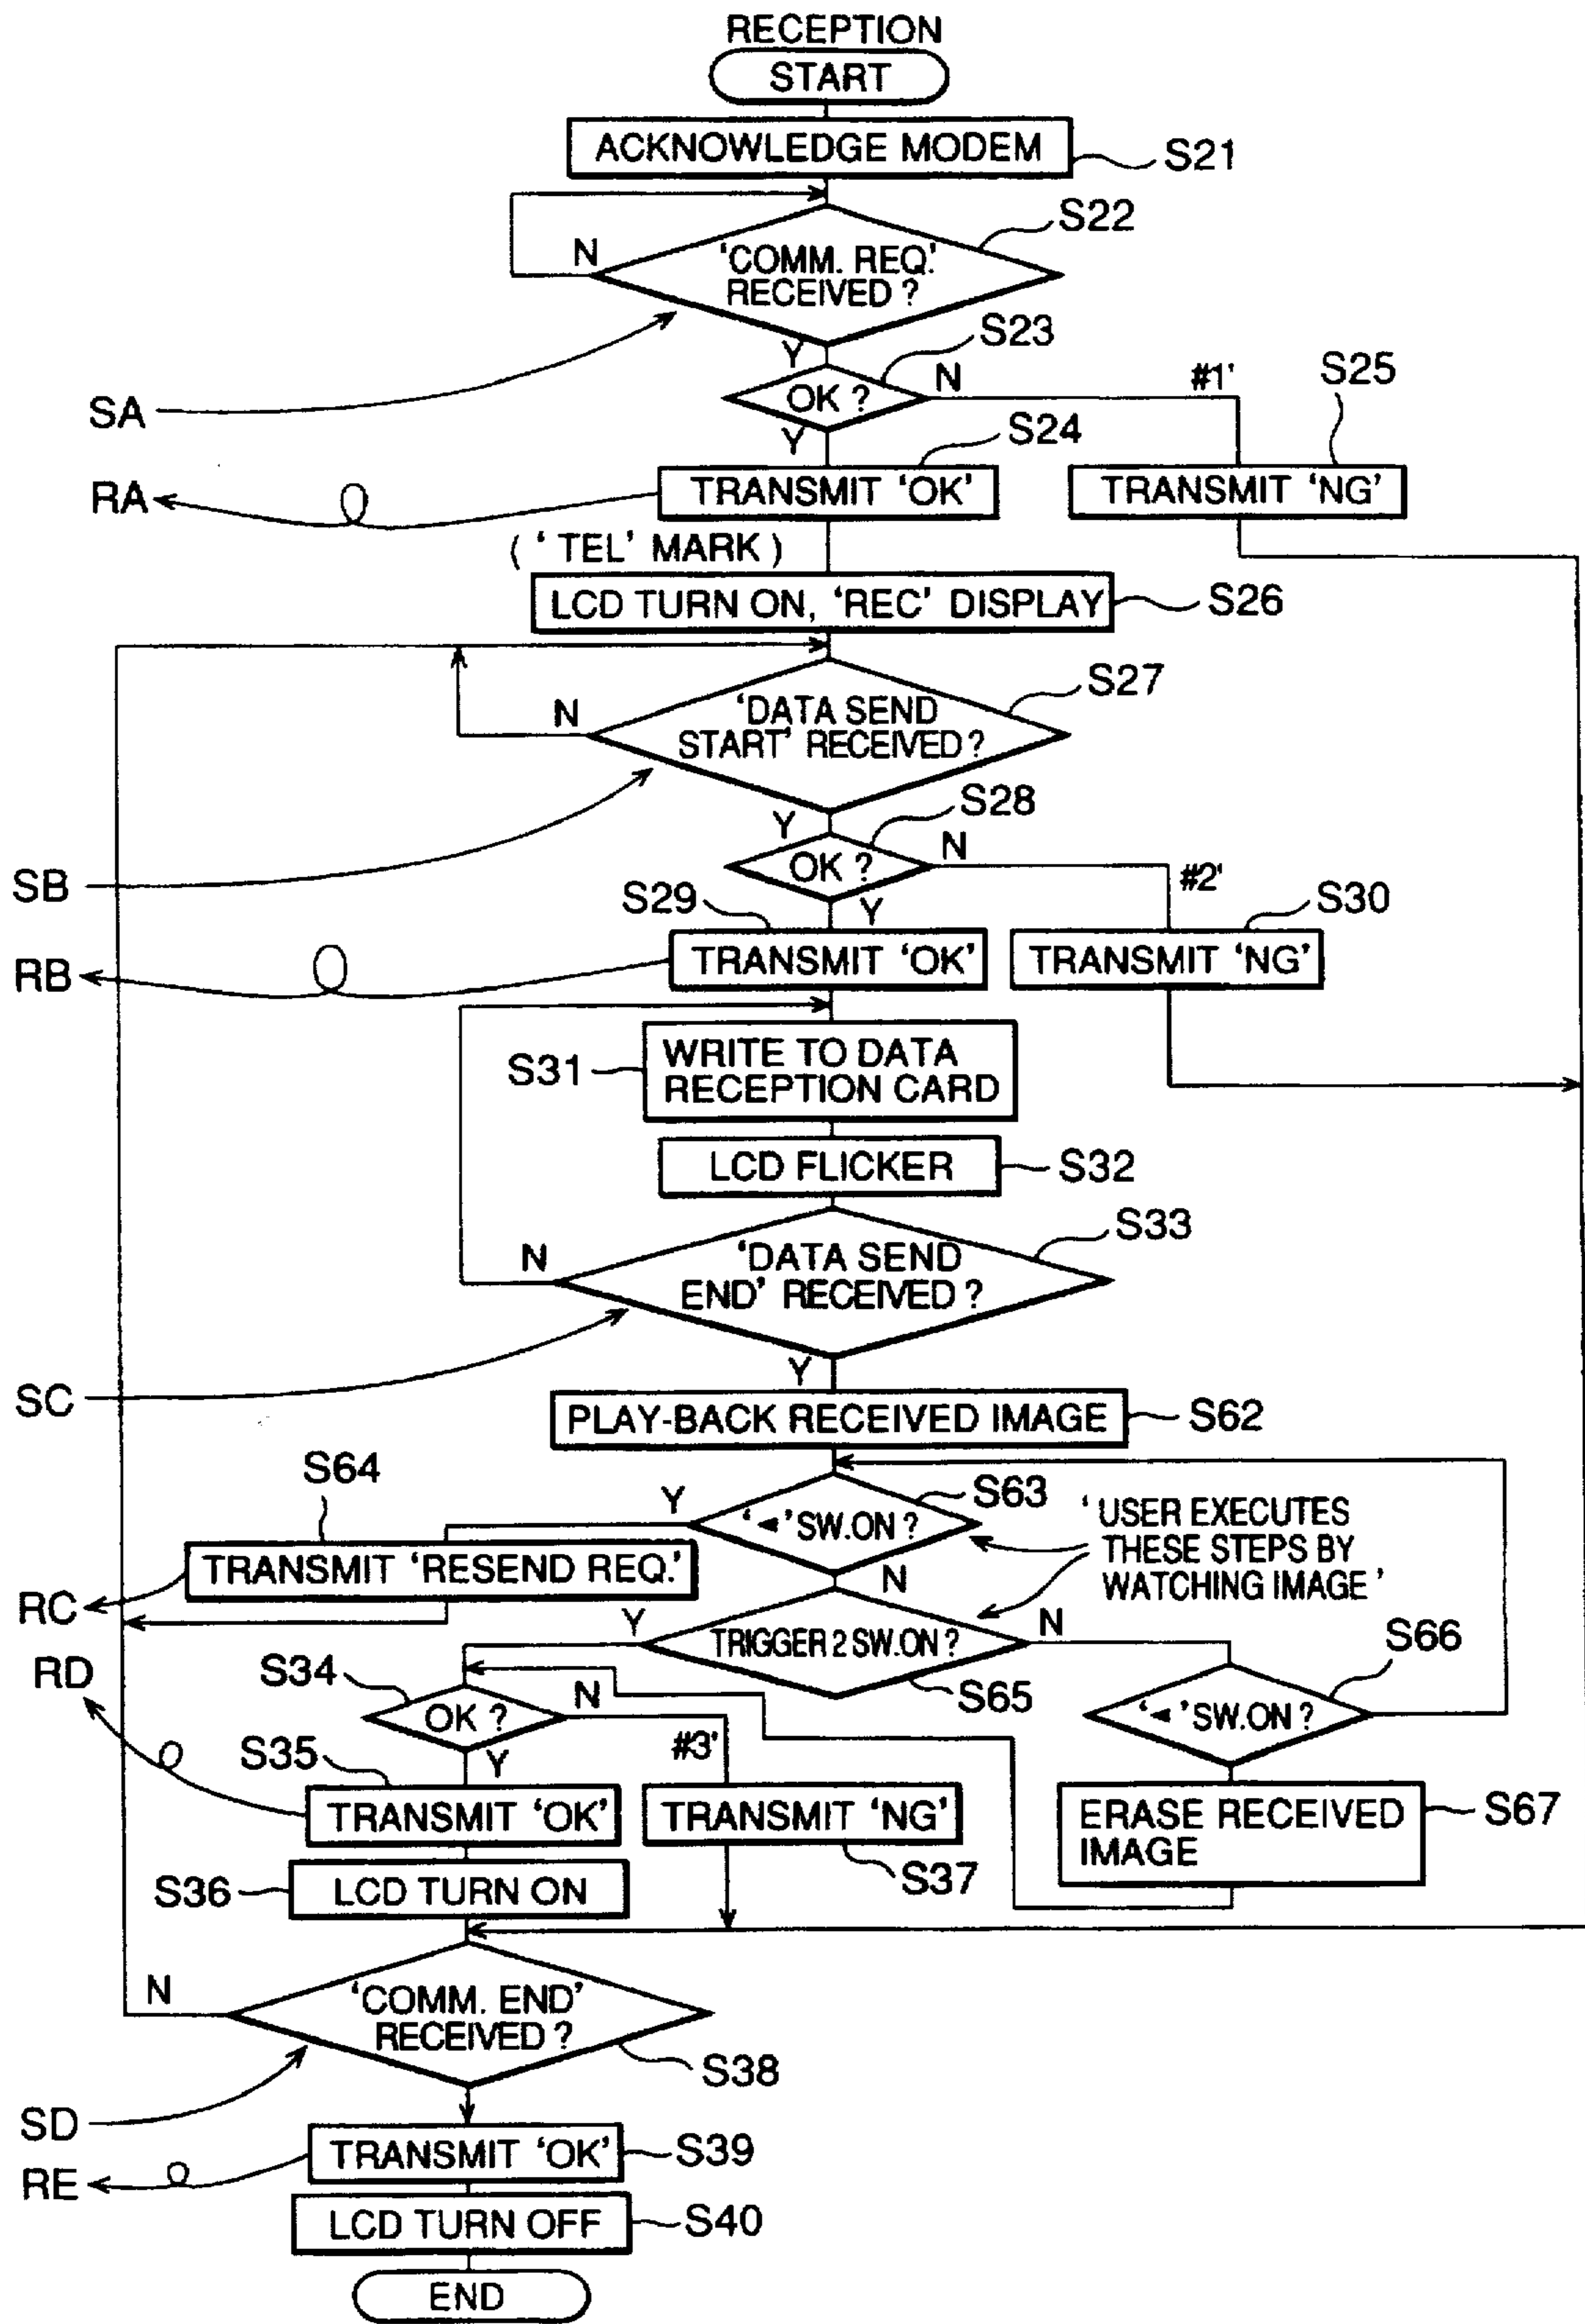 RECEPTION
START
ACKNOWLEDGE MODEM
S21
S22
N
'COMM. REQ.'
RECEIVED ?
S23
Y
SA
OK ?
N
#1'
S25
Y
S24
RA
TRANSMIT 'OK'
TRANSMIT 'NG'
( ' TEL' MARK )
LCD TURN ON, 'REC' DISPLAY
S26
S27
N
'DATA SEND
START' RECEIVED ?
S28
Y
SB
OK ?
N
#2'
S29
Y
S30
RB
TRANSMIT 'OK'
TRANSMIT 'NG'
S31
WRITE TO DATA
RECEPTION CARD
LCD FLICKER
S32
S33
N
'DATA SEND
END' RECEIVED ?
SC
Y
PLAY-BACK RECEIVED IMAGE
S62
S64
Y
'◄' SW.ON ?
S63
' USER EXECUTES
THESE STEPS BY
WATCHING IMAGE '
TRANSMIT 'RESEND REQ.'
N
RC
Y
TRIGGER 2 SW.ON ?
N
S66
RD
S34
S65
OK ?
N
'◄' SW.ON ?
#3'
S35
Y
TRANSMIT 'OK'
TRANSMIT 'NG'
ERASE RECEIVED
IMAGE
S67
S36
LCD TURN ON
S37
N
'COMM. END'
RECEIVED ?
S38
SD
TRANSMIT 'OK'
S39
RE
LCD TURN OFF
S40
END